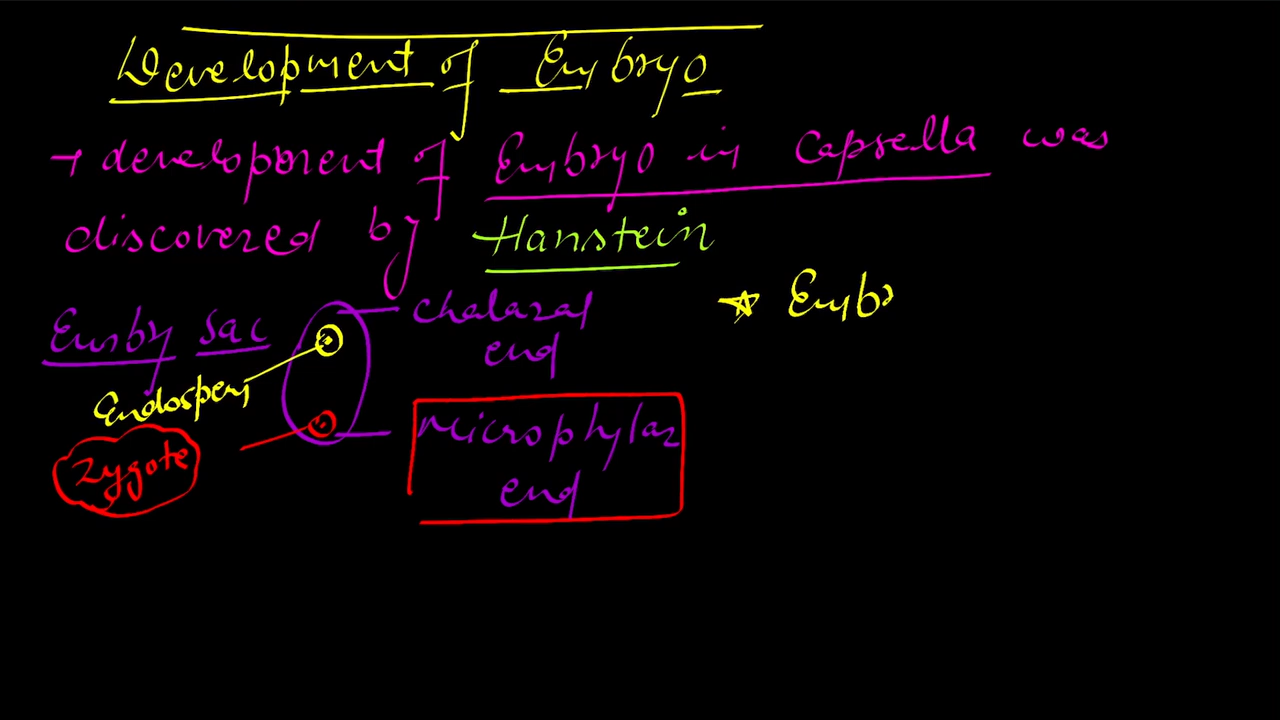 Development of Embryo
→ development of Embryo in Capsella was
discovered by Hanstein
Emby sac
chalazal
end
★ Embr
Endosperm
microphylar
end
Zygote